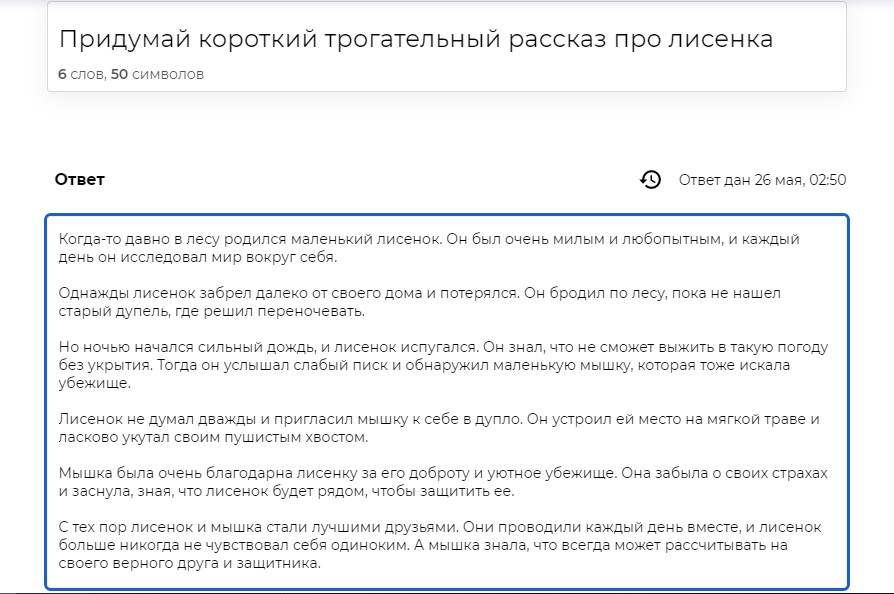 Придумай короткий трогательный рассказ про лисенка
6 слов, 50 символов
Ответ
Ответ дан 26 мая, 02:50
Когда-то давно в лесу родился маленький лисенок. Он был очень милым и любопытным, и каждый
день он исследовал мир вокруг себя.
Однажды лисенок забрел далеко от своего дома и потерялся. Он бродил по лесу, пока не нашел
старый дупель, где решил переночевать.
Но ночью начался сильный дождь, и лисенок испугался. Он знал, что не сможет выжить в такую погоду
без укрытия. Тогда он услышал слабый писк и обнаружил маленькую мышку, которая тоже искала
убежище.
Лисенок не думал дважды и пригласил мышку к себе в дупло. Он устроил ей место на мягкой траве и
ласково укутал своим пушистым хвостом.
Мышка была очень благодарна лисенку за его доброту и уютное убежище. Она забыла о своих страхах
и заснула, зная, что лисенок будет рядом, чтобы защитить ее.
С тех пор лисенок и мышка стали лучшими друзьями. Они проводили каждый день вместе, и лисенок
больше никогда не чувствовал себя одиноким. А мышка знала, что всегда может рассчитывать на
своего верного друга и защитника.